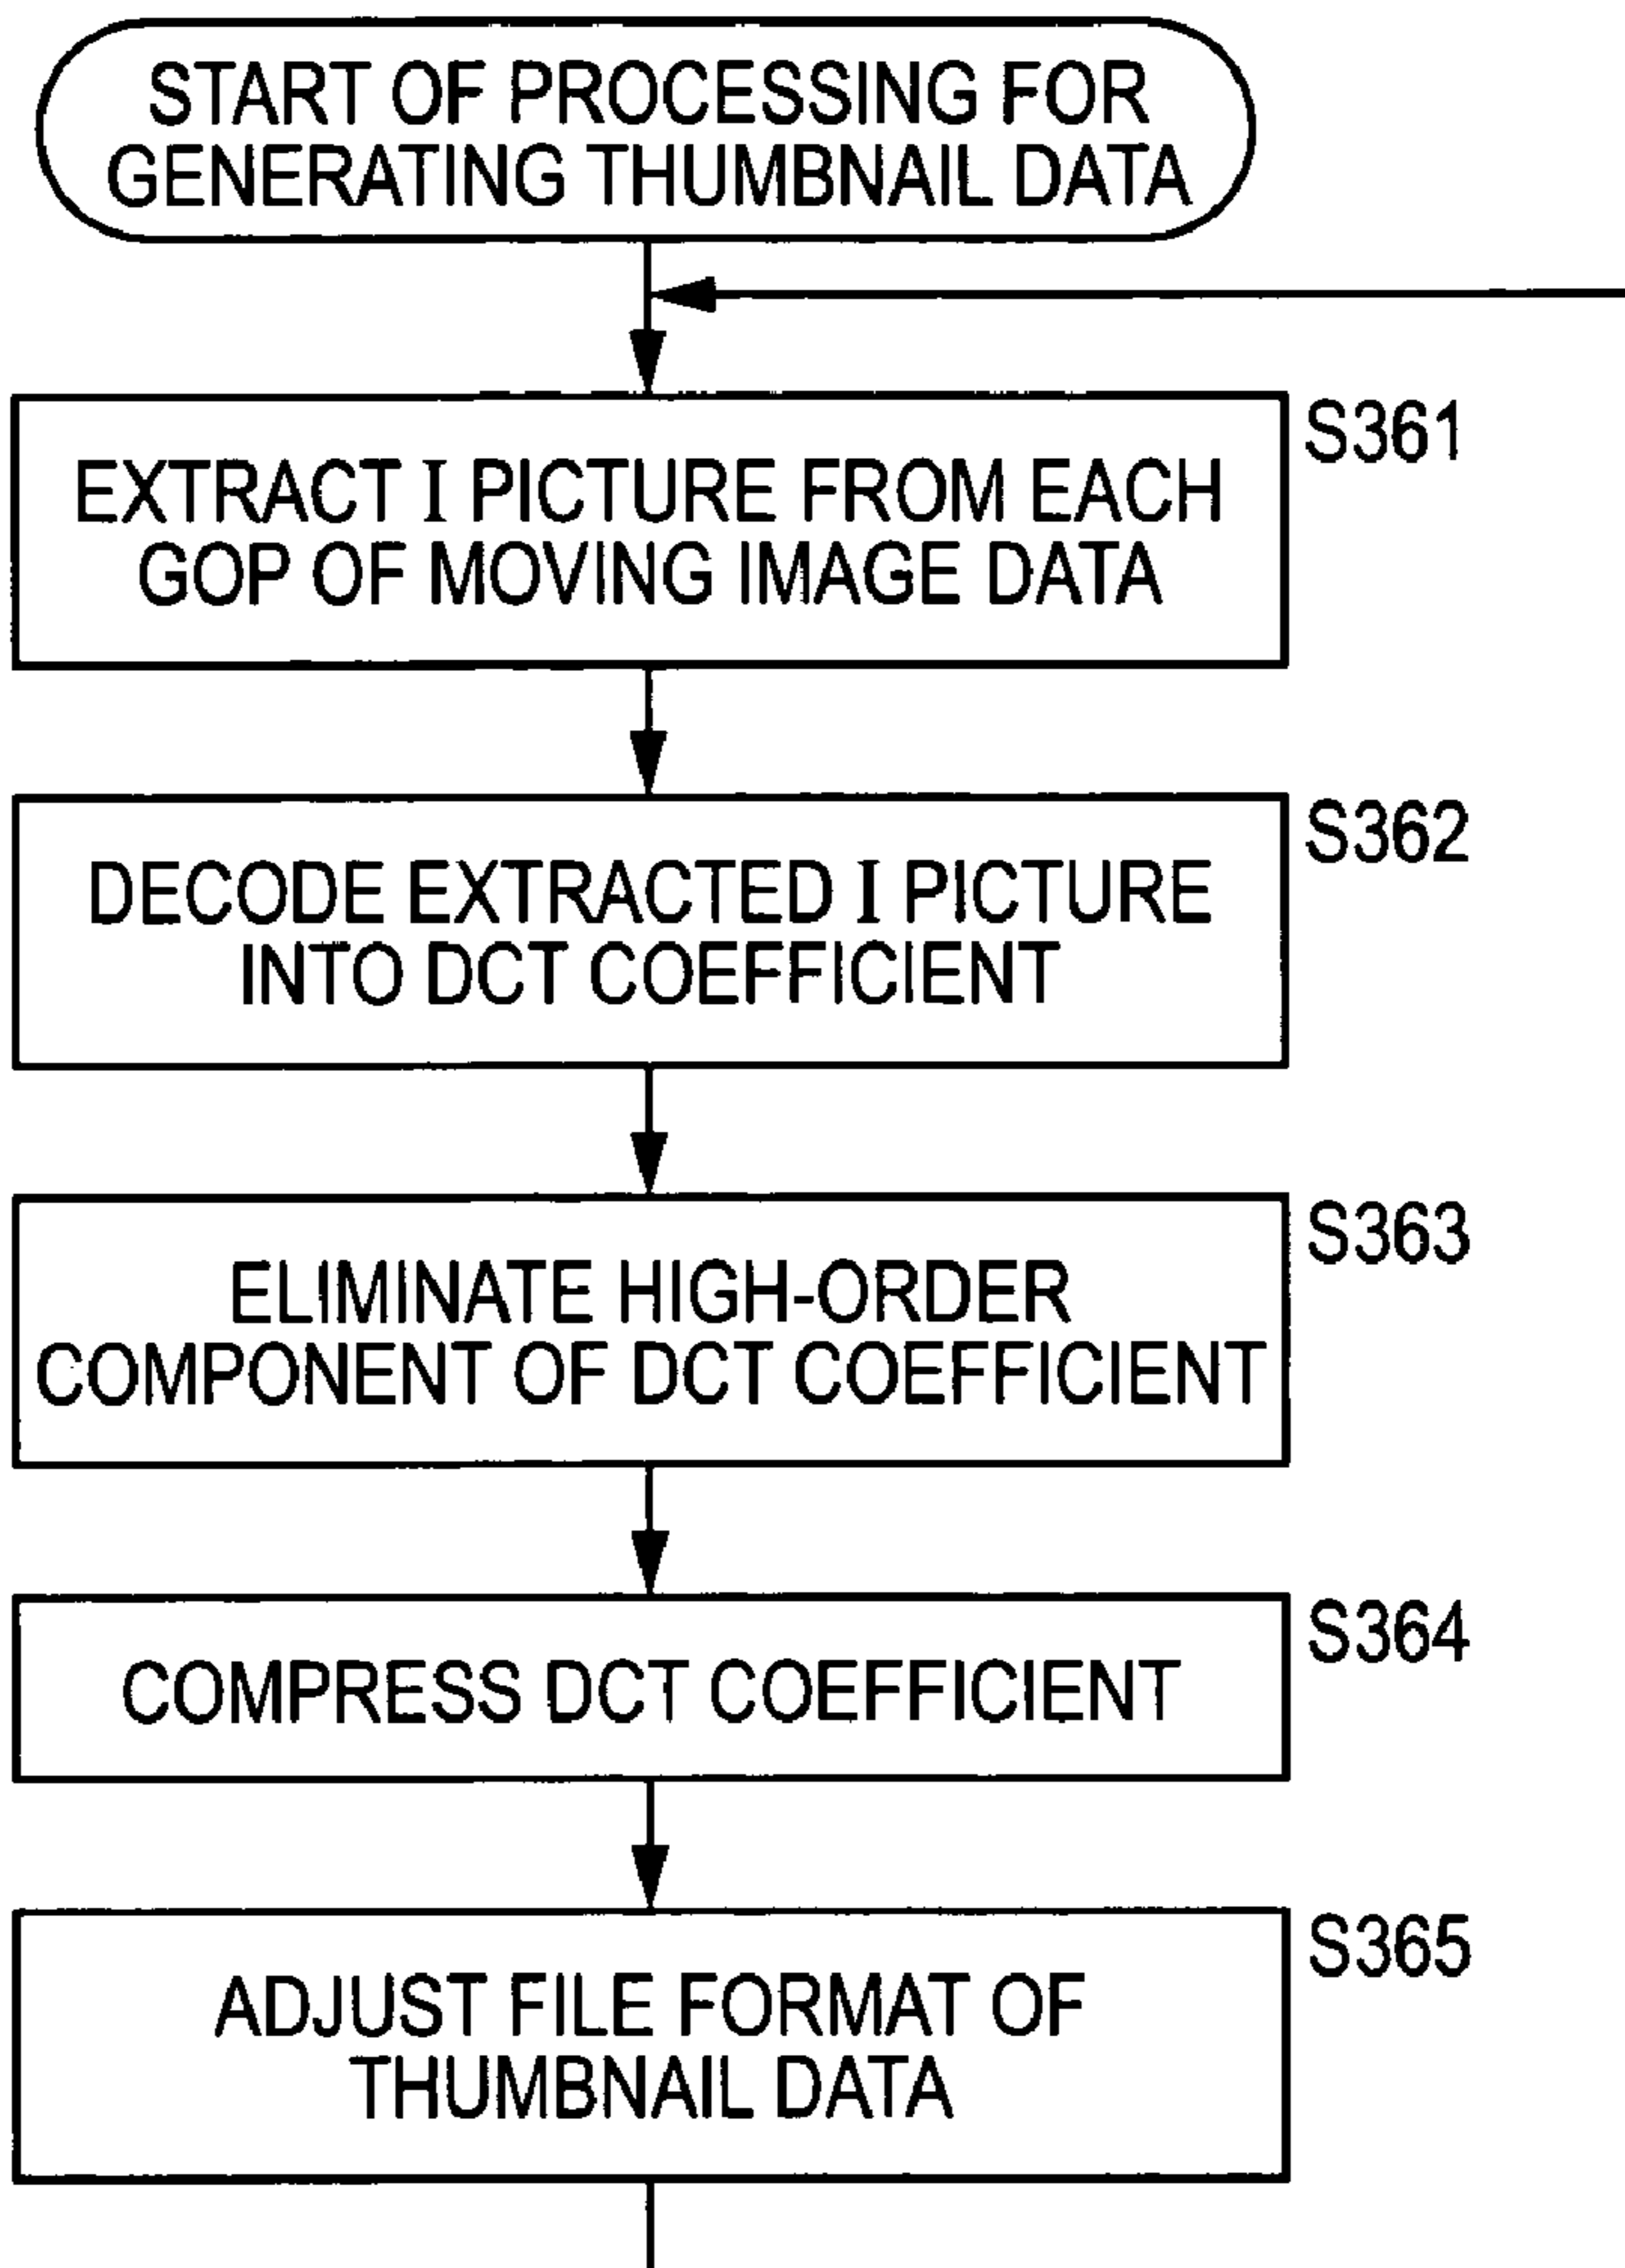 START OF PROCESSING FOR
GENERATING THUMBNAIL DATA
S361
EXTRACT I PICTURE FROM EACH
GOP OF MOVING IMAGE DATA
S362
DECODE EXTRACTED I PICTURE
INTO DCT COEFFICIENT
S363
ELIMINATE HIGH-ORDER
COMPONENT OF DCT COEFFICIENT
S364
COMPRESS DCT COEFFICIENT
S365
ADJUST FILE FORMAT OF
THUMBNAIL DATA